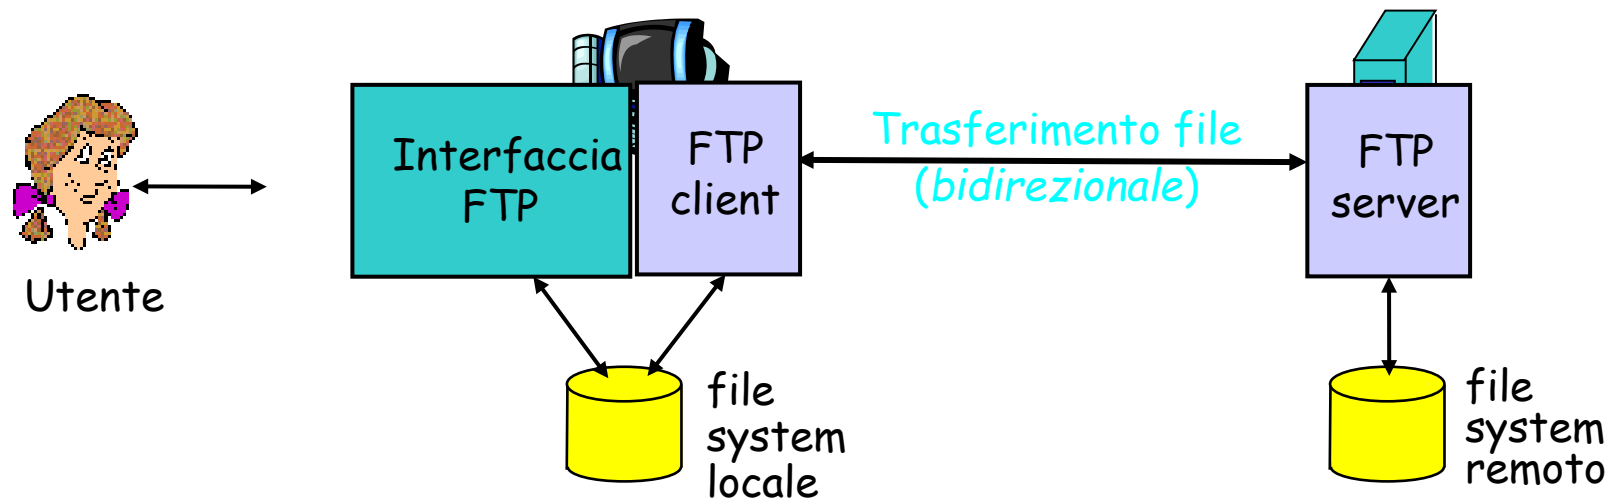 Utente
Interfaccia
FTP
FTP
client
Trasferimento file
(bidirezionale)
FTP
server
file
system
locale
file
system
remoto